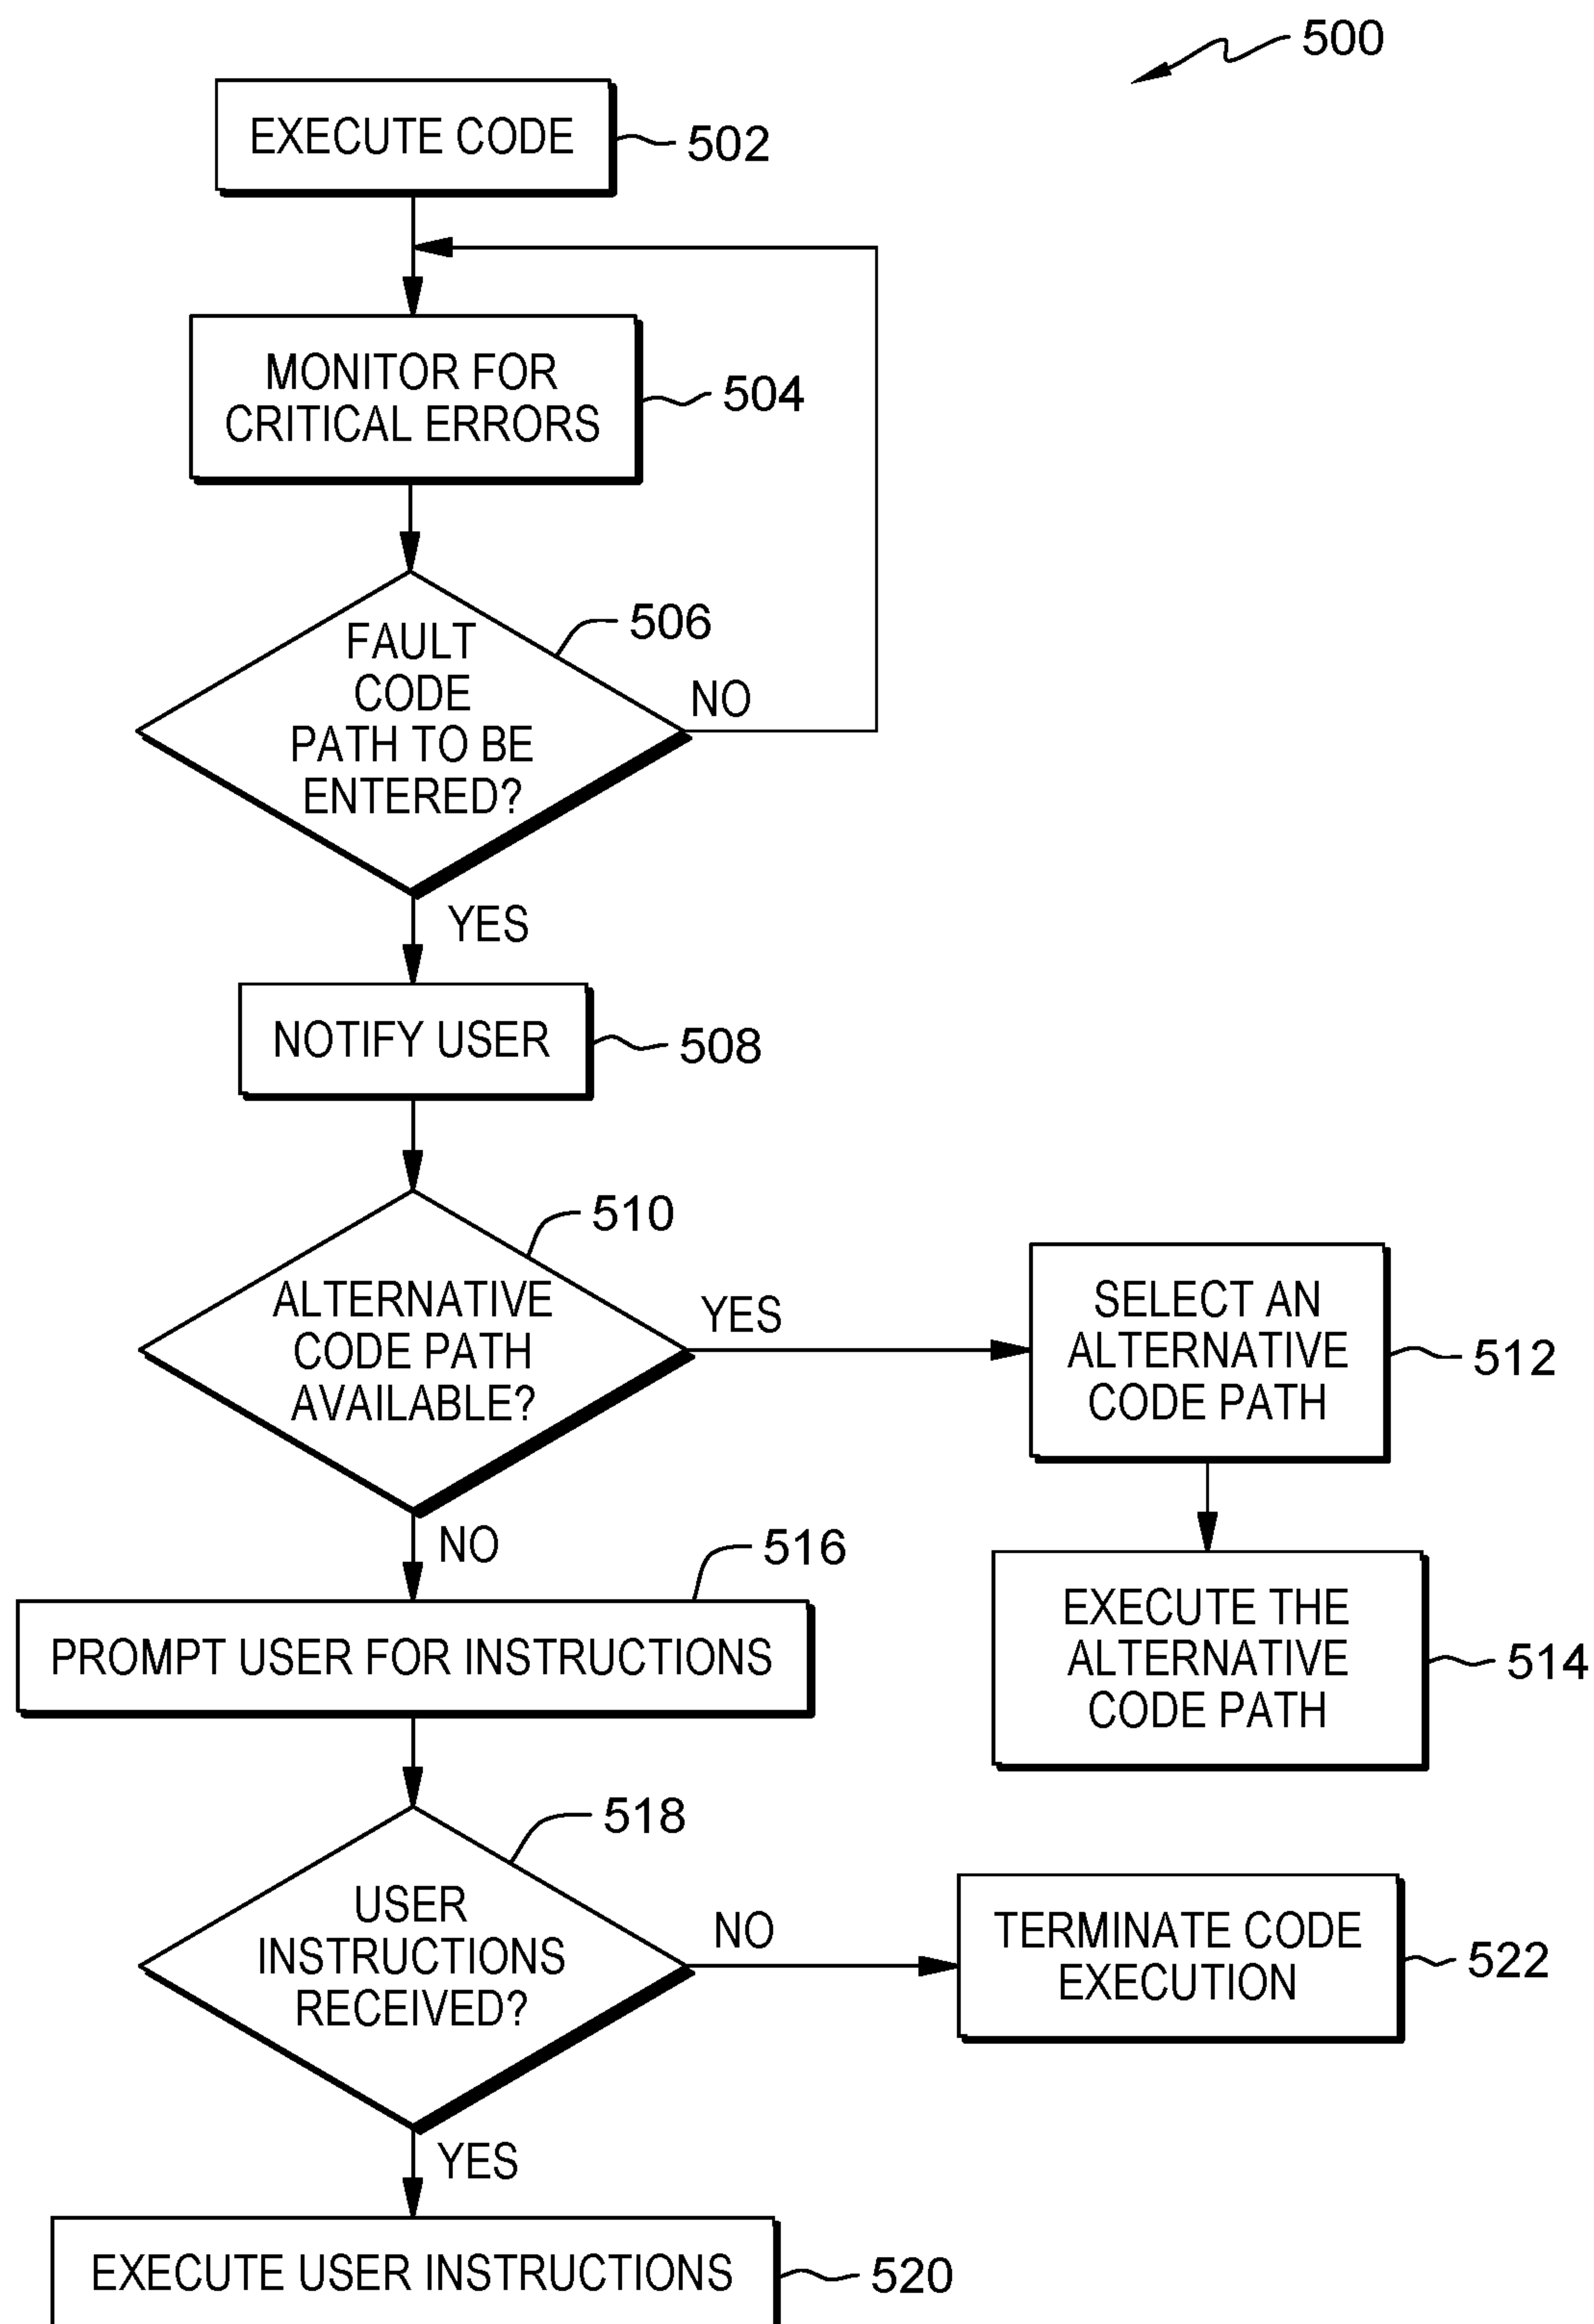 500
EXECUTE CODE
502
MONITOR FOR
CRITICAL ERRORS
504
FAULT
CODE
PATH TO BE
ENTERED?
506
NO
YES
NOTIFY USER
508
ALTERNATIVE
CODE PATH
AVAILABLE?
510
YES
SELECT AN
ALTERNATIVE
CODE PATH
512
EXECUTE THE
ALTERNATIVE
CODE PATH
514
NO
516
PROMPT USER FOR INSTRUCTIONS
518
USER
INSTRUCTIONS
RECEIVED?
NO
TERMINATE CODE
EXECUTION
522
YES
EXECUTE USER INSTRUCTIONS
520